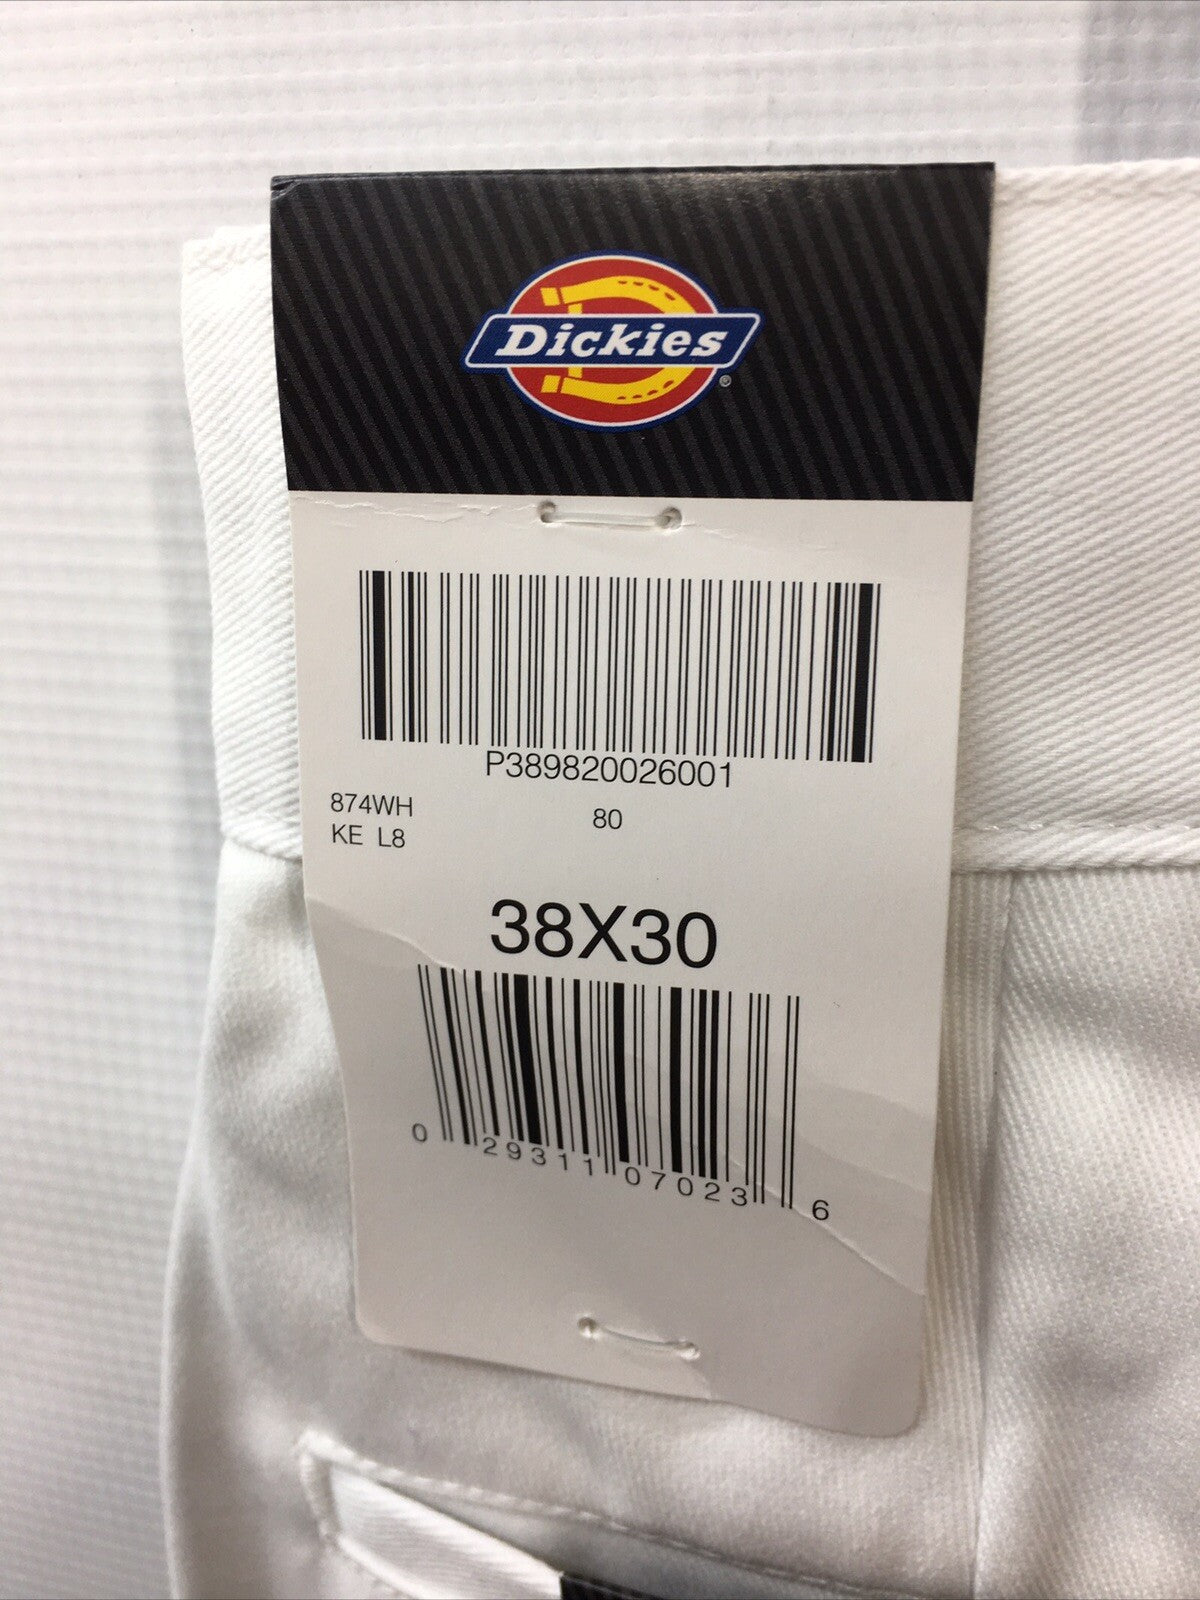 Dickies
®
P389820026001
874WH 80
KE L8
38X30
0 29311 07023 6